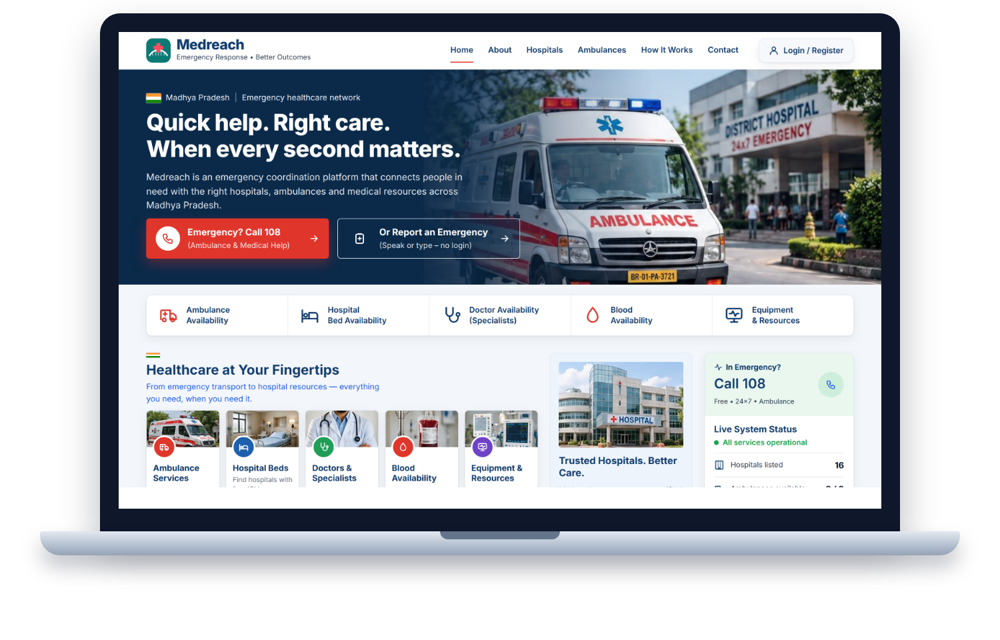 Medreach
Emergency Response • Better Outcomes
Home
About
Hospitals
Ambulances
How It Works
Contact
Login / Register
Madhya Pradesh | Emergency healthcare network
Quick help. Right care.
When every second matters.
Medreach is an emergency coordination platform that connects people in
need with the right hospitals, ambulances and medical resources across
Madhya Pradesh.
Emergency? Call 108
(Ambulance & Medical Help)
Or Report an Emergency
(Speak or type – no login)
DISTRICT HOSPITAL
24x7 EMERGENCY
AMBULANCE
BR-01-PA-3721
Ambulance
Availability
Hospital
Bed Availability
Doctor Availability
(Specialists)
Blood
Availability
Equipment
& Resources
Healthcare at Your Fingertips
From emergency transport to hospital resources — everything
you need, when you need it.
Ambulance
Services
Hospital Beds
Find hospitals with
Doctors &
Specialists
Blood
Availability
Equipment &
Resources
HOSPITAL
Trusted Hospitals. Better
Care.
In Emergency?
Call 108
Free • 24×7 • Ambulance
Live System Status
All services operational
Hospitals listed
16